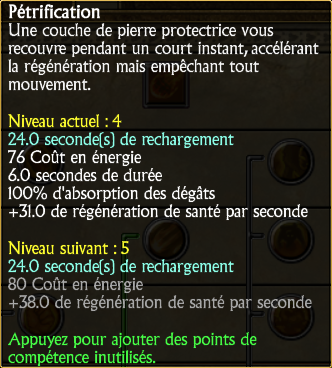 Pétrification
Une couche de pierre protectrice vous
recouvre pendant un court instant, accélérant
la régénération mais empêchant tout
mouvement.
Niveau actuel : 4
24.0 seconde(s) de rechargement
76 Coût en énergie
6.0 secondes de durée
100% d'absorption des dégâts
+31.0 de régénération de santé par seconde
Niveau suivant : 5
24.0 seconde(s) de rechargement
80 Coût en énergie
+38.0 de régénération de santé par seconde
Appuyez pour ajouter des points de
compétence inutilisés.